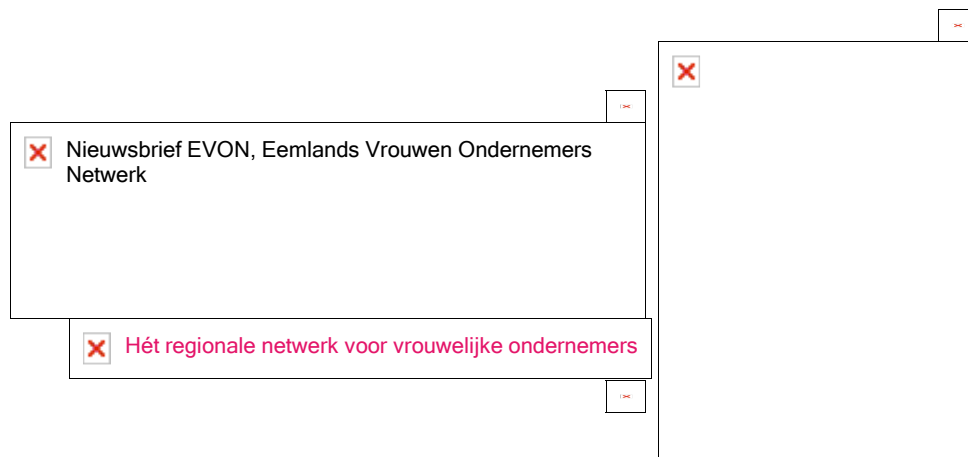 Nieuwsbrief EVON, Eemlands Vrouwen Ondernemers
Netwerk
Hét regionale netwerk voor vrouwelijke ondernemers